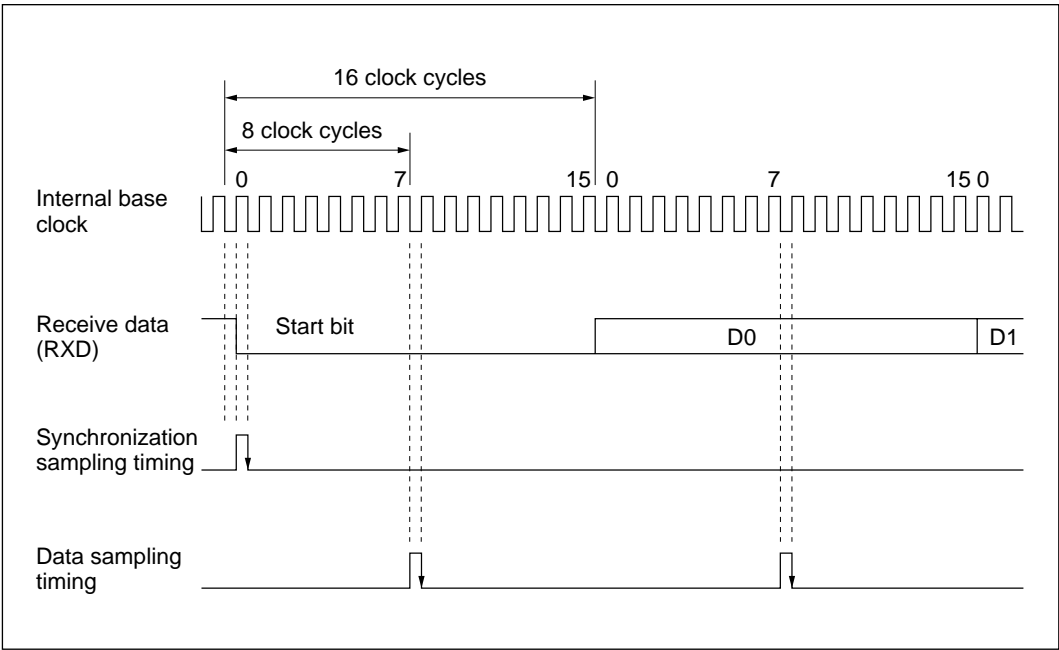 16 clock cycles
8 clock cycles
0 7 15 0 7 15 0
Internal base
clock
Receive data
(RXD)
Start bit D0 D1
Synchronization
sampling timing
Data sampling
timing